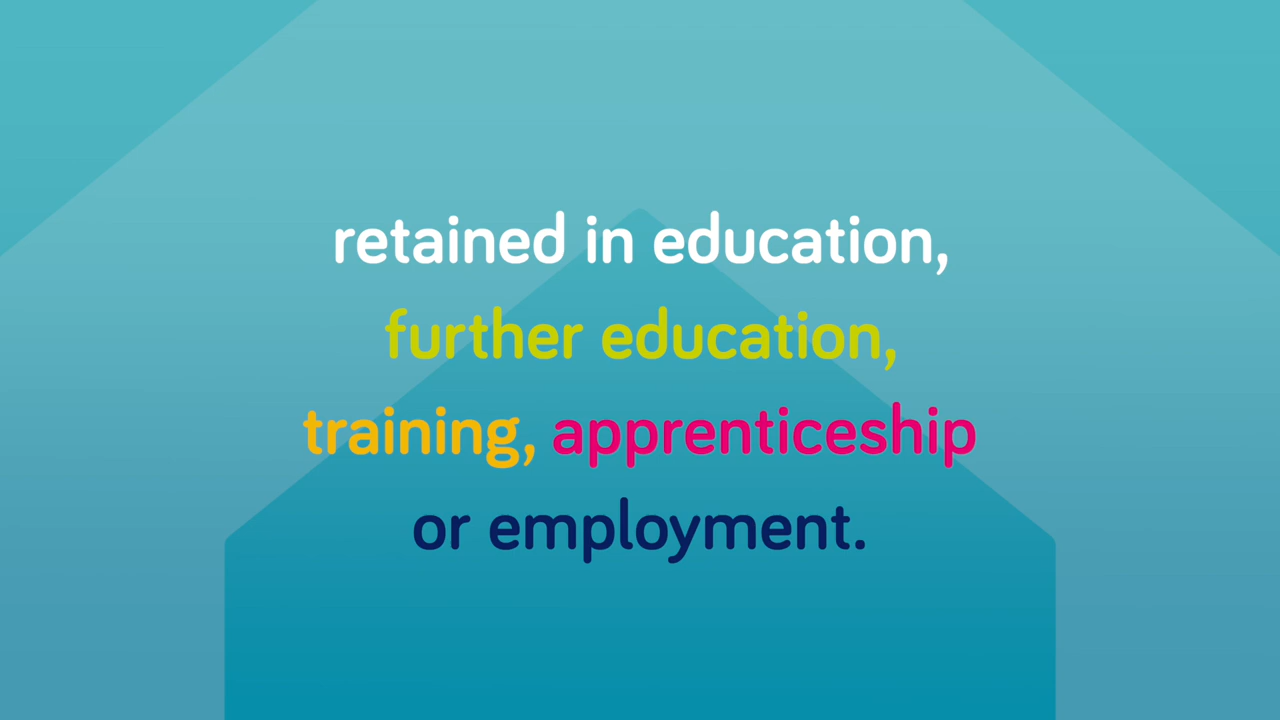 retained in education,
further education,
training, apprenticeship
or employment.